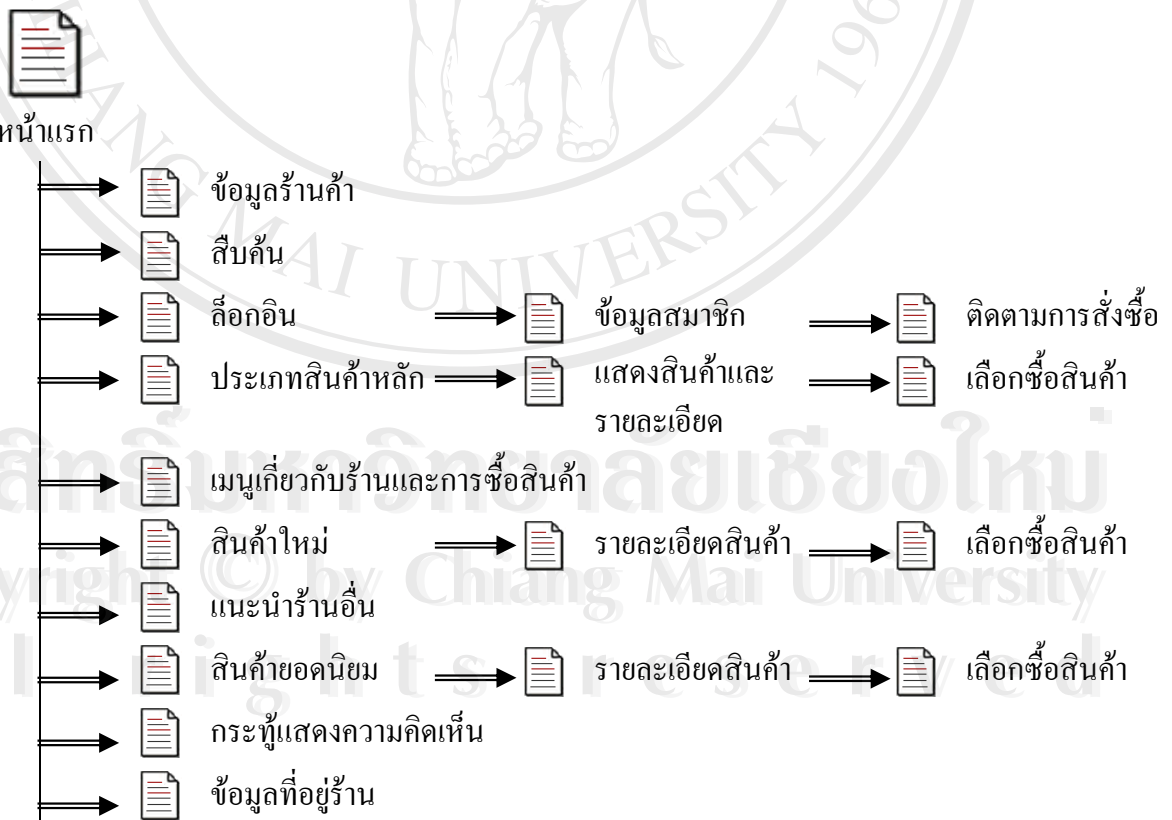 หน้าแรก
ข้อมูลร้านค้า
สืบค้น
ล็อกอิน ข้อมูลสมาชิก ติดตามการสั่งซื้อ
ประเภทสินค้าหลัก แสดงสินค้าและ เลือกซื้อสินค้า
รายละเอียด
เมนูเกี่ยวกับร้านและการซื้อสินค้า
สินค้าใหม่ รายละเอียดสินค้า เลือกซื้อสินค้า
แนะนำร้านอื่น
สินค้ายอดนิยม รายละเอียดสินค้า เลือกซื้อสินค้า
กระทู้แสดงความคิดเห็น
ข้อมูลที่อยู่ร้าน
MAI UNIVERSITY 196
สิทธิ์มหาวิทยาลัยเชียงใหม่
yright © by Chiang Mai University
l rights reserved